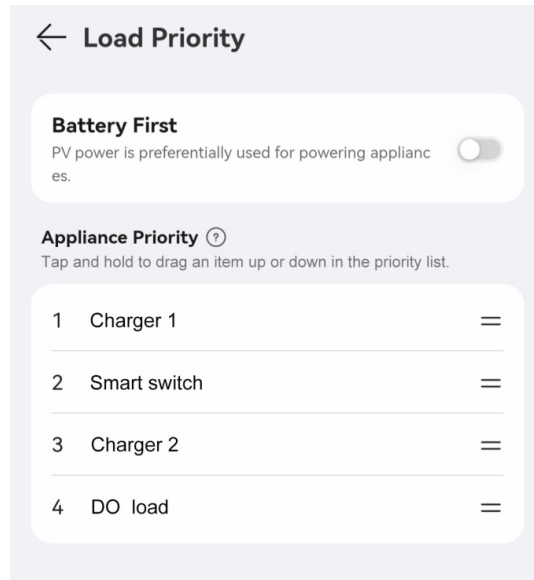 Load Priority
Battery First
PV power is preferentially used for powering applianc
es.
Appliance Priority ?
Tap and hold to drag an item up or down in the priority list.
1 Charger 1
2 Smart switch
3 Charger 2
4 DO load